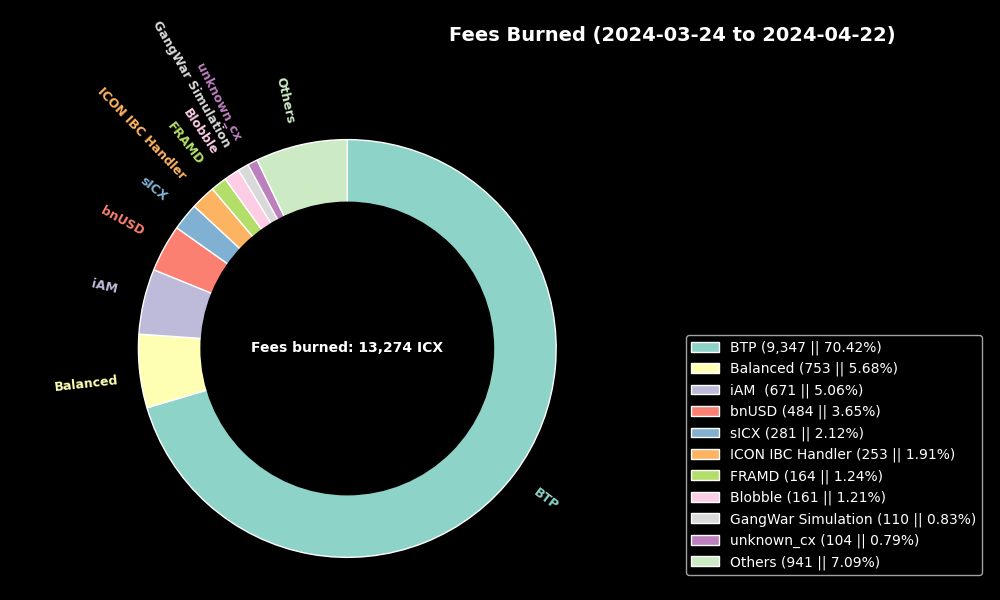 Fees Burned (2024-03-24 to 2024-04-22)
GangWar Simulation
unknown_cx
Others
ICON IBC Handler
Blobble
FRAMD
sICX
bnUSD
iAM
Balanced
BTP
Fees burned: 13,274 ICX
BTP (9,347 || 70.42%)
Balanced (753 || 5.68%)
iAM  (671 || 5.06%)
bnUSD (484 || 3.65%)
sICX (281 || 2.12%)
ICON IBC Handler (253 || 1.91%)
FRAMD (164 || 1.24%)
Blobble (161 || 1.21%)
GangWar Simulation (110 || 0.83%)
unknown_cx (104 || 0.79%)
Others (941 || 7.09%)